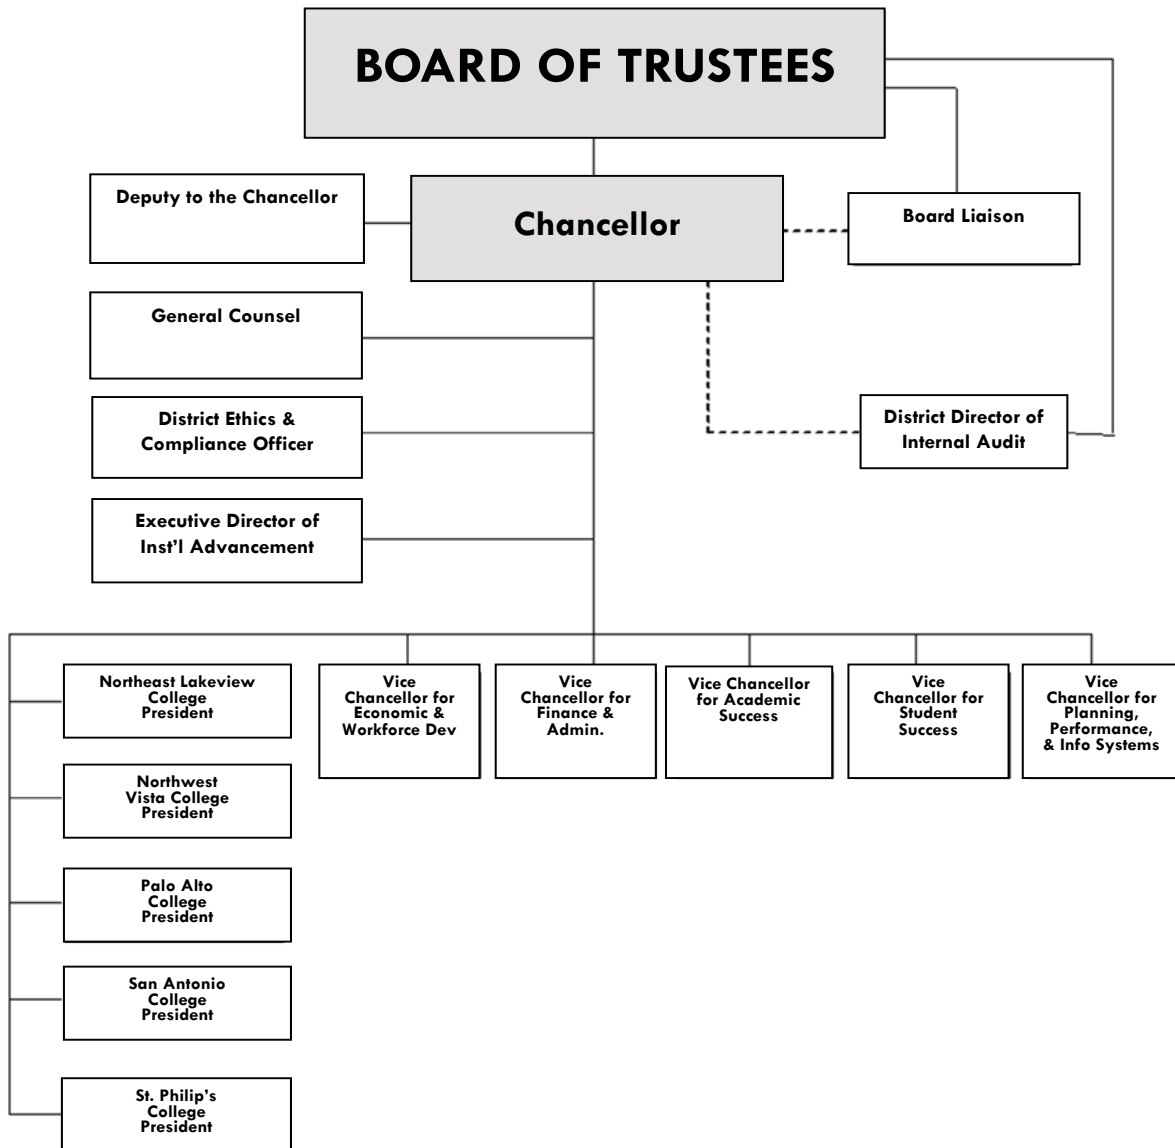 BOARD OF TRUSTEES
Deputy to the Chancellor
Chancellor
Board Liaison
General Counsel
District Ethics &
Compliance Officer
District Director of
Internal Audit
Executive Director of
Inst'l Advancement
Northeast Lakeview
College
President
Vice
Chancellor for
Economic &
Workforce Dev
Vice
Chancellor for
Finance &
Admin.
Vice Chancellor
for Academic
Success
Vice
Chancellor for
Student
Success
Vice
Chancellor for
Planning,
Performance,
& Info Systems
Northwest
Vista College
President
Palo Alto
College
President
San Antonio
College
President
St. Philip's
College
President